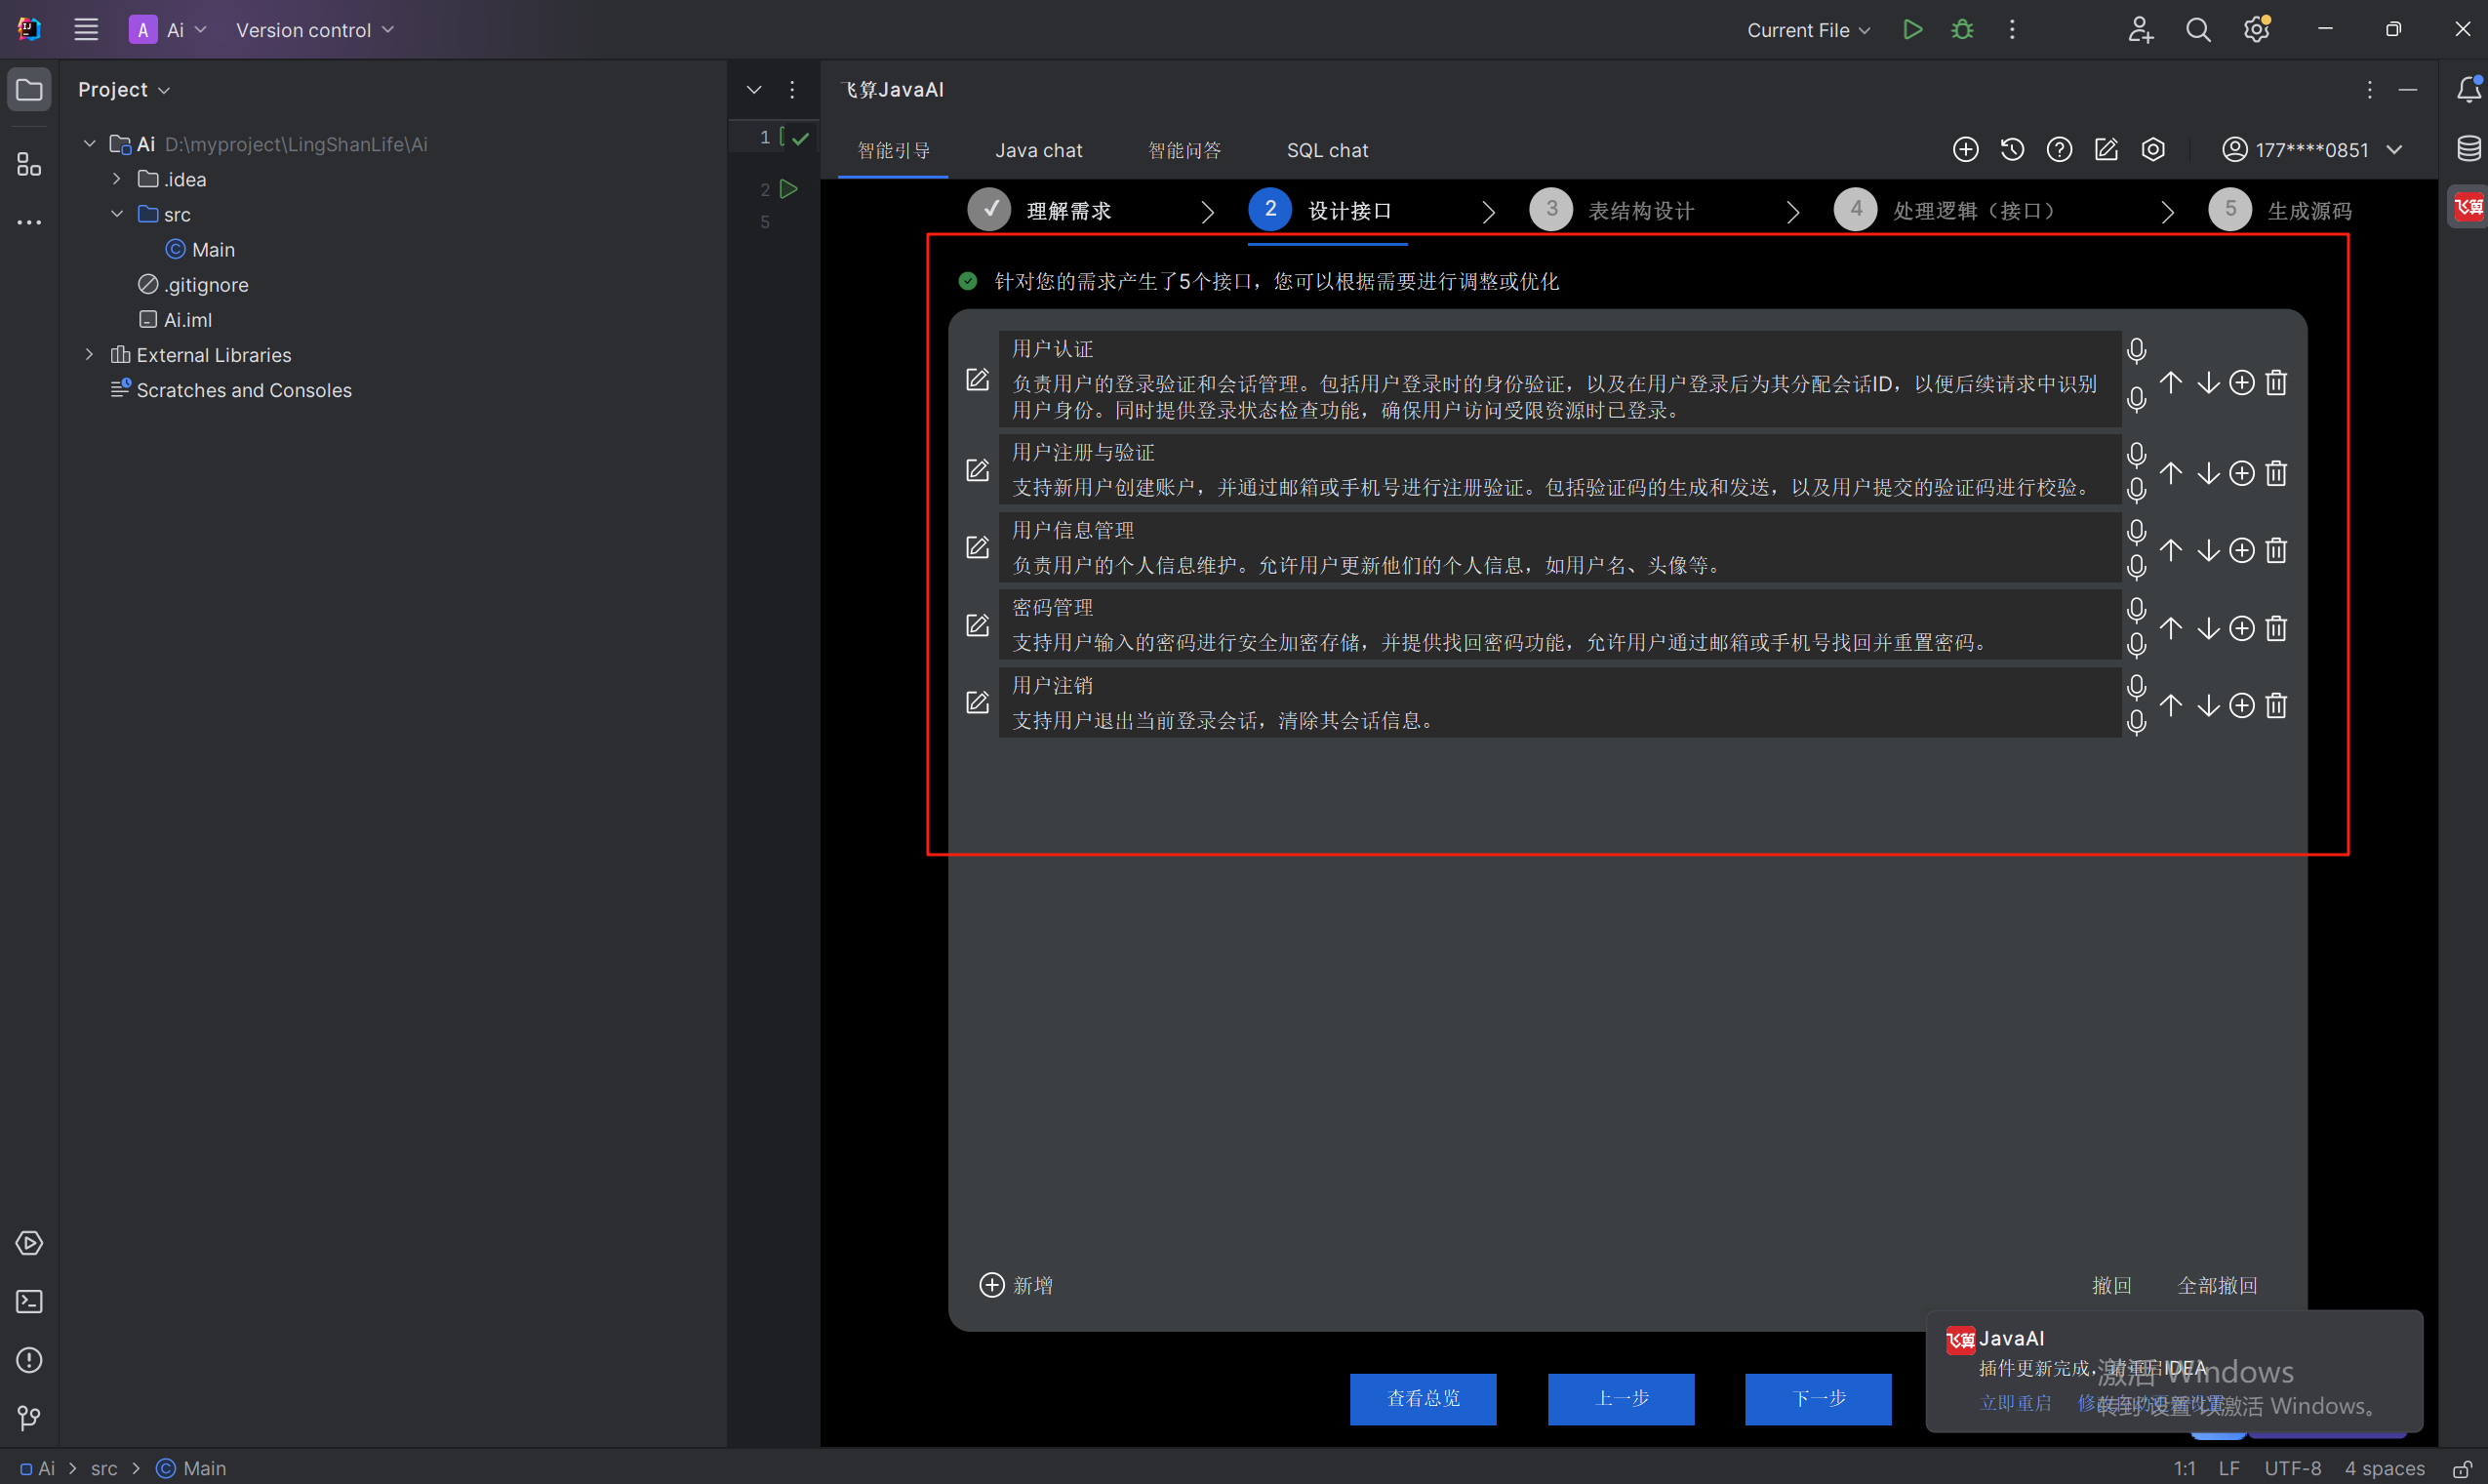 A Ai Version control Current File
Project
Ai D:\myproject\LingShanLife\Ai
.idea
src
Main
.gitignore
Ai.iml
External Libraries
Scratches and Consoles
1
2
5
飞算JavaAI
智能引导 Java chat 智能问答 SQL chat 177****0851
飞算
理解需求 2 设计接口 3 表结构设计 4 处理逻辑（接口） 5 生成源码
针对您的需求产生了5个接口，您可以根据需要进行调整或优化
用户认证
负责用户的登录验证和会话管理。包括用户登录时的身份验证，以及在用户登录后为其分配会话ID，以便后续请求中识别
用户身份。同时提供登录状态检查功能，确保用户访问受限资源时已登录。
用户注册与验证
支持新用户创建账户，并通过邮箱或手机号进行注册验证。包括验证码的生成和发送，以及用户提交的验证码进行校验。
用户信息管理
负责用户的个人信息维护。允许用户更新他们的个人信息，如用户名、头像等。
密码管理
支持用户输入的密码进行安全加密存储，并提供找回密码功能，允许用户通过邮箱或手机号找回并重置密码。
用户注销
支持用户退出当前登录会话，清除其会话信息。
新增 撤回 全部撤回
查看总览 上一步 下一步
飞算 JavaAI
插件更新完成，请重启IDEA
立即重启
激活 Windows
转到"设置"以激活 Windows。
Ai src Main
1:1 LF UTF-8 4 spaces